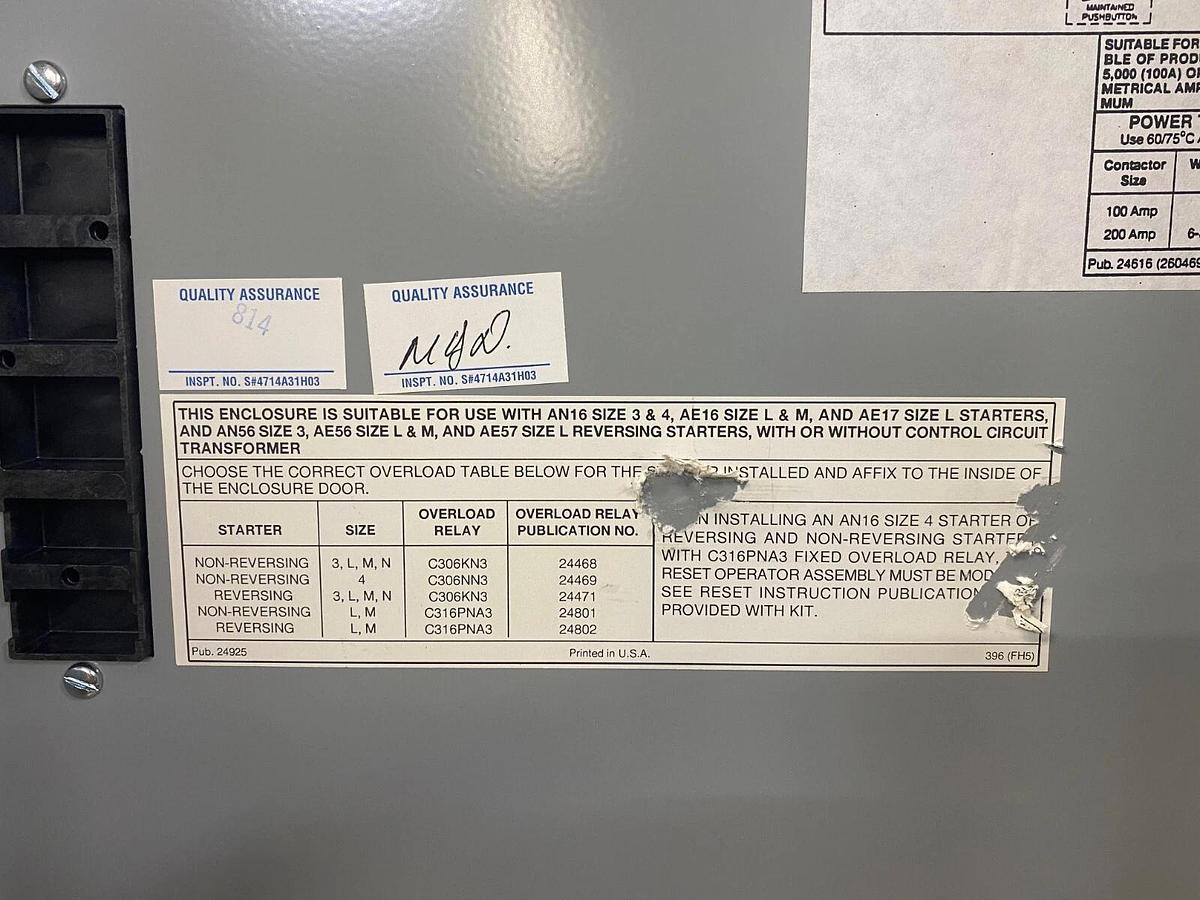 MAINTAINED
PUSHBUTTON
SUITABLE FOR
BLE OF PROD
5,000 (100A) O
METRICAL AMP
MUM
POWER
Use 60/75°C
Contactor
Size
W
100 Amp
200 Amp
6-
Pub. 24616 (260469
QUALITY ASSURANCE
814
INSPT. NO. S#4714A31H03
QUALITY ASSURANCE
INSPT. NO. S#4714A31H03
THIS ENCLOSURE IS SUITABLE FOR USE WITH AN16 SIZE 3 & 4, AE16 SIZE L & M, AND AE17 SIZE L STARTERS,
AND AN56 SIZE 3, AE56 SIZE L & M, AND AE57 SIZE L REVERSING STARTERS, WITH OR WITHOUT CONTROL CIRCUIT
TRANSFORMER
CHOOSE THE CORRECT OVERLOAD TABLE BELOW FOR THE INSTALLED AND AFFIX TO THE INSIDE OF
THE ENCLOSURE DOOR.
STARTER SIZE OVERLOAD RELAY OVERLOAD RELAY PUBLICATION NO.
NON-REVERSING 3, L, M, N C306KN3 24468
NON-REVERSING 4 C306NN3 24469
REVERSING 3, L, M, N C306KN3 24471
NON-REVERSING L, M C316PNA3 24801
REVERSING L, M C316PNA3 24802
INSTALLING AN AN16 SIZE 4 STARTER OR
REVERSING AND NON-REVERSING STARTER
WITH C316PNA3 FIXED OVERLOAD RELAY,
RESET OPERATOR ASSEMBLY MUST BE MOD
SEE RESET INSTRUCTION PUBLICATION
PROVIDED WITH KIT.
Pub. 24925 Printed in U.S.A. 396 (FH5)